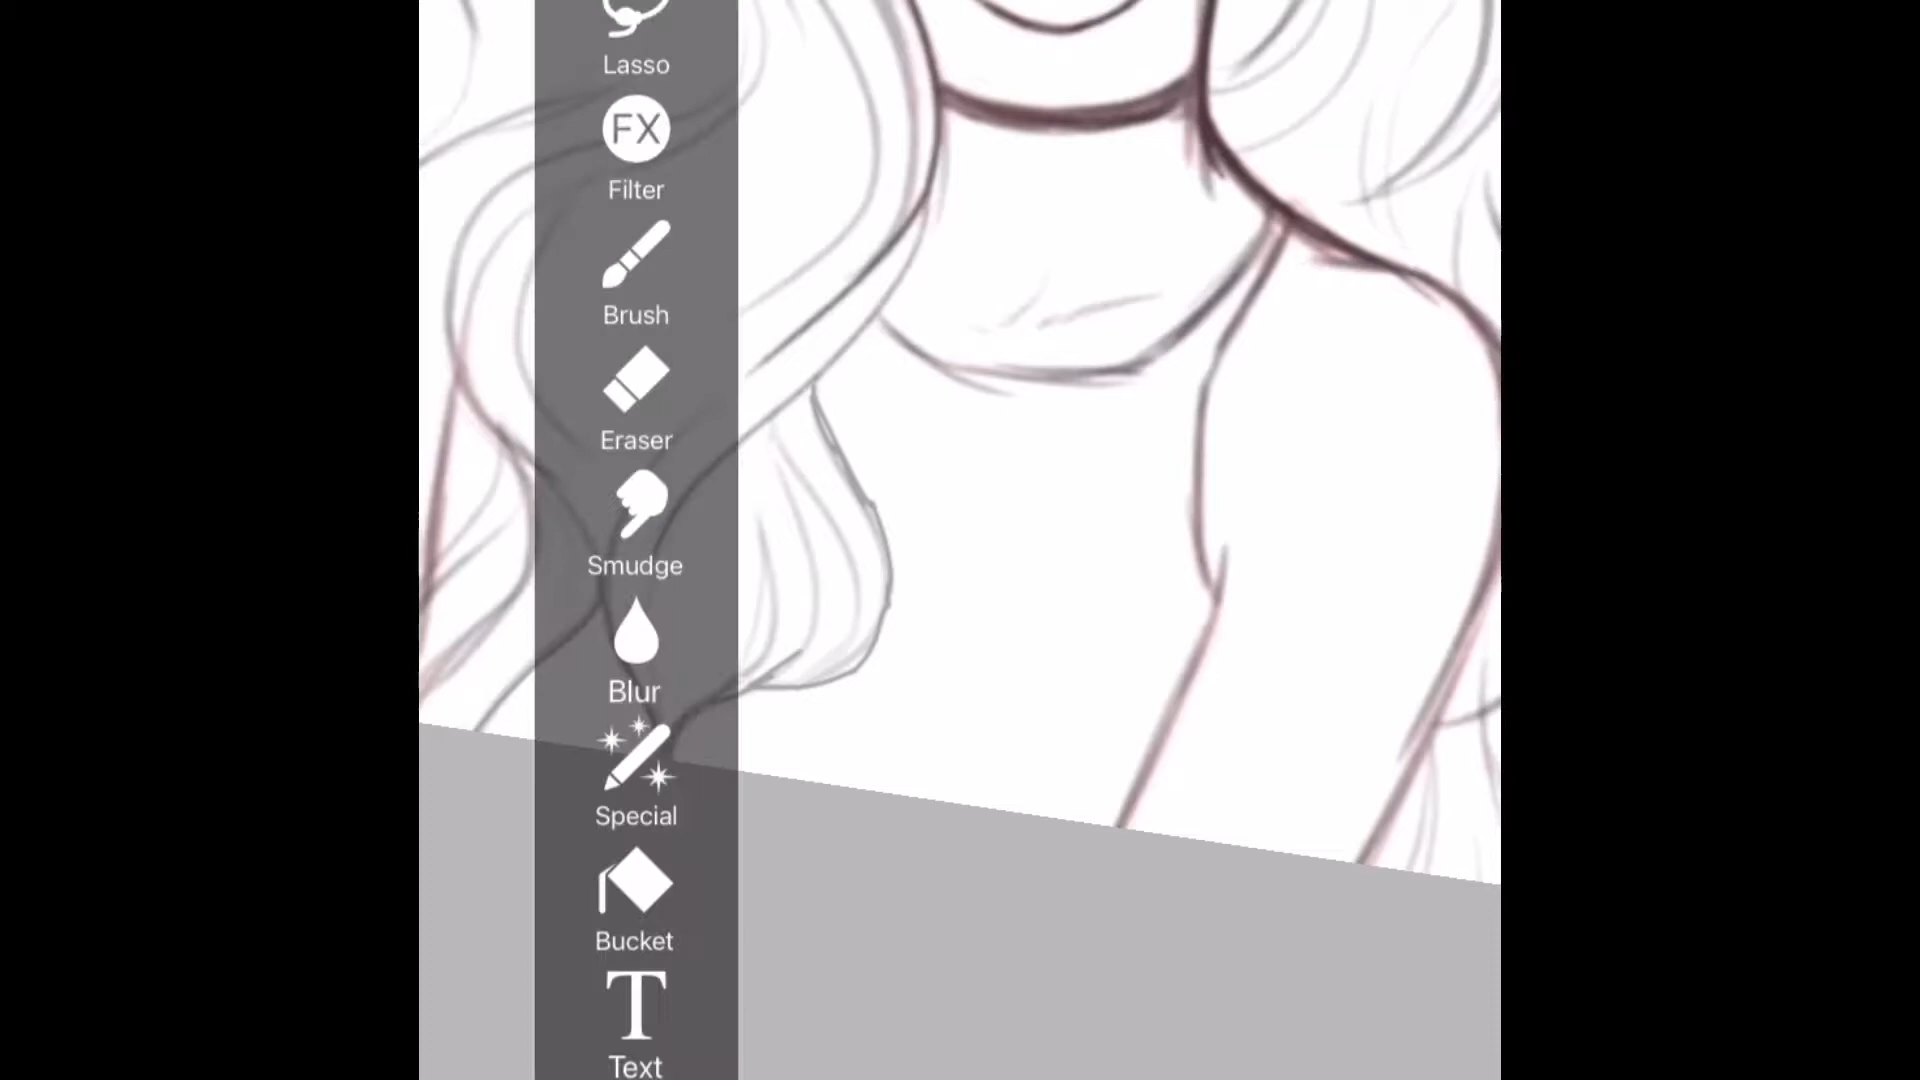 Lasso
FX
Filter
Brush
Eraser
Smudge
Blur
Special
Bucket
T
Text